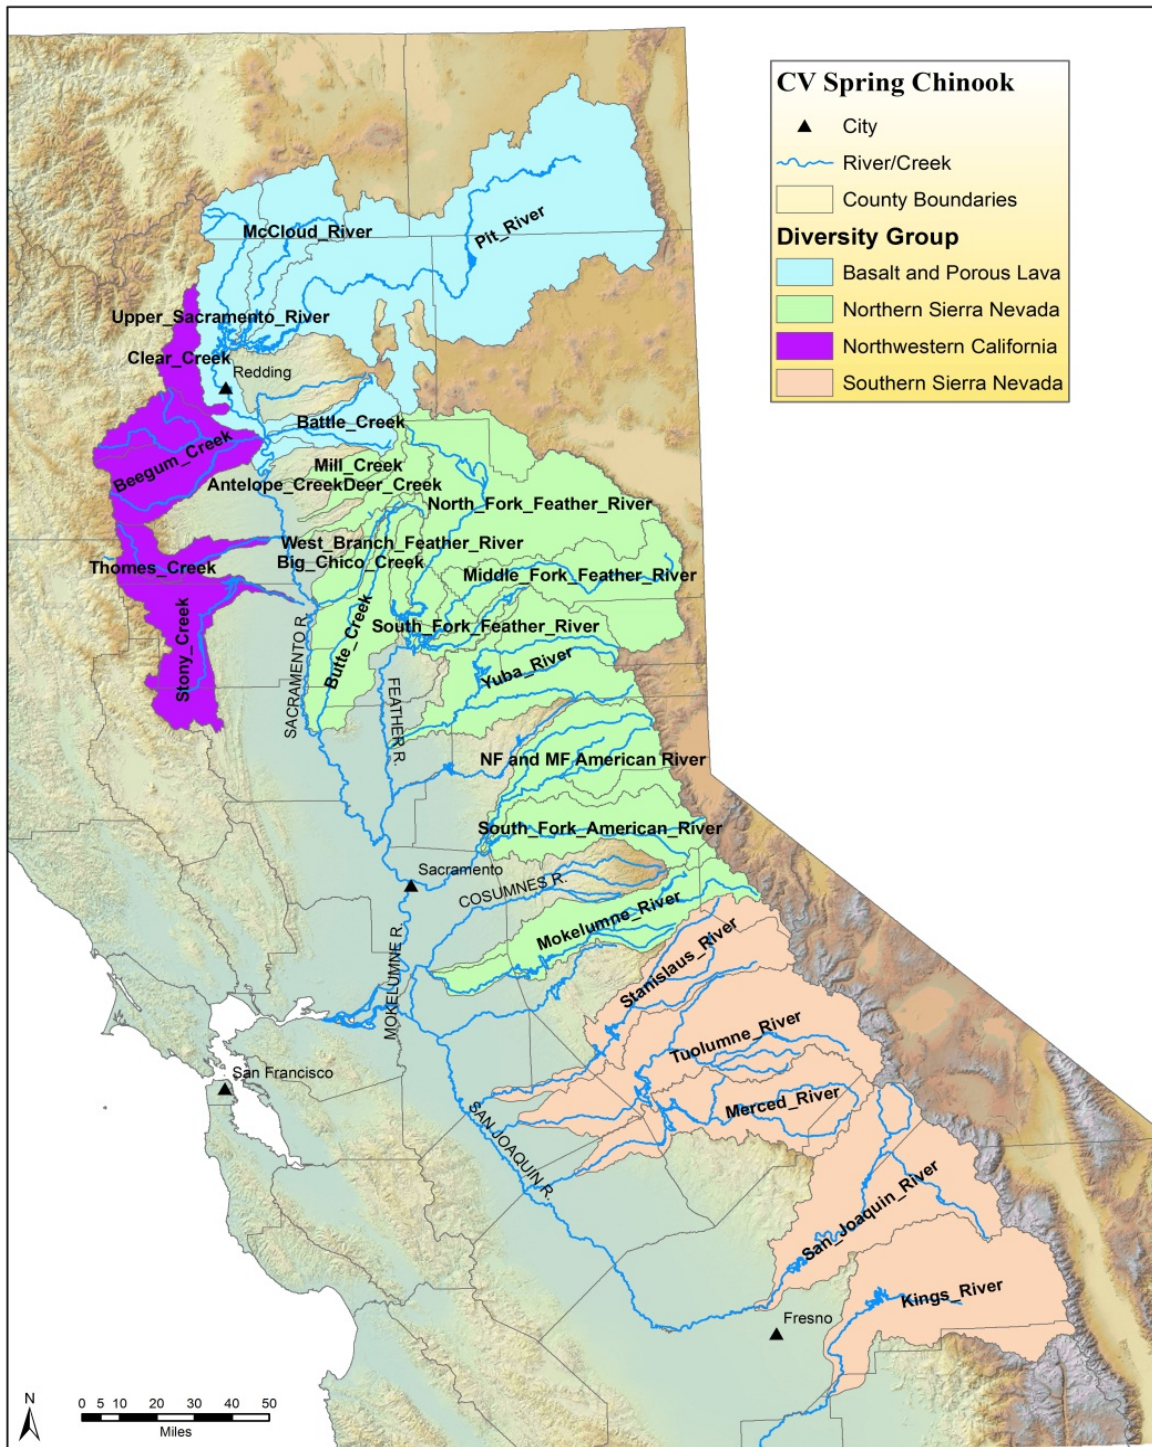 CV Spring Chinook
City
River/Creek
County Boundaries
Diversity Group
Basalt and Porous Lava
Northern Sierra Nevada
Northwestern California
Southern Sierra Nevada
McCloud_River
Pit_River
Upper_Sacramento_River
Clear_Creek
Redding
Battle_Creek
Beegum_Creek
Mill_Creek
Antelope_CreekDeer_Creek
North_Fork_Feather_River
West_Branch_Feather_River
Big_Chico_Creek
Thomes_Creek
Middle_Fork_Feather_River
Stony_Creek
SACRAMENTO R.
Butte_Creek
South_Fork_Feather_River
Yuba_River
FEATHER R.
NF and MF American River
South_Fork_American_River
Sacramento
COSUMNES R.
Mokelumne_River
MOKELUMNE R.
Stanislaus_River
Tuolumne_River
San Francisco
Merced_River
SAN JOAQUIN R.
San_Joaquin_River
Kings_River
Fresno
N
0 5 10 20 30 40 50
Miles